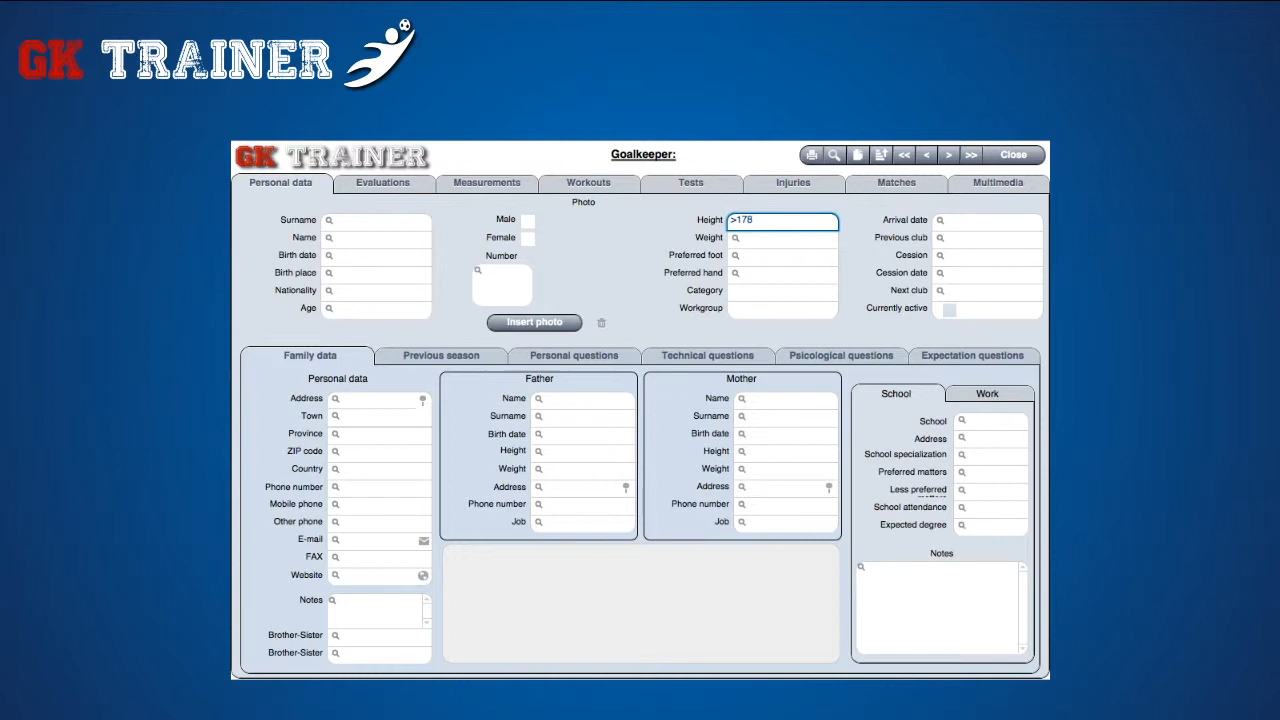 GK TRAINER
GK TRAINER
Goalkeeper:
<< < > >> Close
Personal data Evaluations Measurements Workouts Tests Injuries Matches Multimedia
Photo
Surname
Name
Birth date
Birth place
Nationality
Age
Male
Female
Number
Insert photo
Height >178
Weight
Preferred foot
Preferred hand
Category
Workgroup
Arrival date
Previous club
Cession
Cession date
Next club
Currently active
Family data Previous season Personal questions Technical questions Psicological questions Expectation questions
Personal data
Address
Town
Province
ZIP code
Country
Phone number
Mobile phone
Other phone
E-mail
FAX
Website
Notes
Brother-Sister
Brother-Sister
Father
Name
Surname
Birth date
Height
Weight
Address
Phone number
Job
Mother
Name
Surname
Birth date
Height
Weight
Address
Phone number
Job
School Work
School
Address
School specialization
Preferred matters
Less preferred
matters
School attendance
Expected degree
Notes